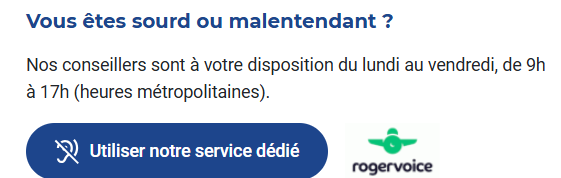 Vous êtes sourd ou malentendant ?
Nos conseillers sont à votre disposition du lundi au vendredi, de 9h
à 17h (heures métropolitaines).
Utiliser notre service dédié
rogervoice